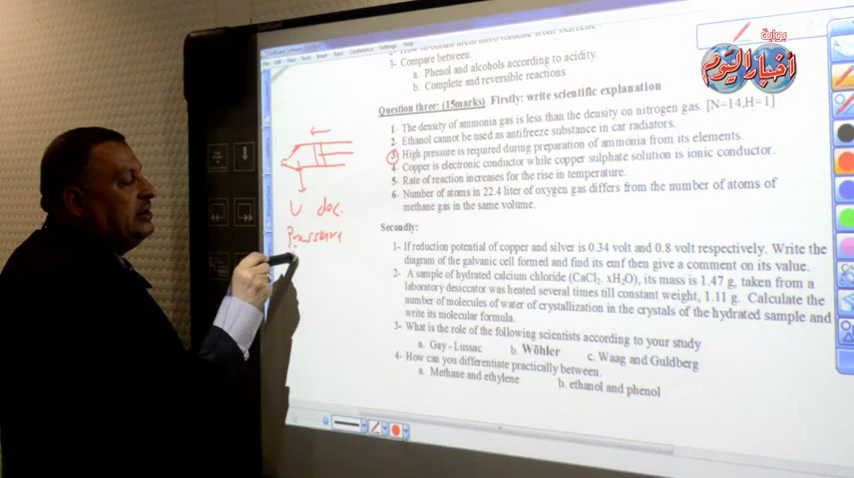 بوابة
أخبار اليوم
3- Compare between:
a. Phenol and alcohols according to acidity.
b. Complete and reversible reactions
Question three: (15marks) Firstly: write scientific explanation
1- The density of ammonia gas is less than the density on nitrogen gas. [N=14,H=1]
2- Ethanol cannot be used as antifreeze substance in car radiators.
3- High pressure is required during preparation of ammonia from its elements.
4- Copper is electronic conductor while copper sulphate solution is ionic conductor.
5- Rate of reaction increases for the rise in temperature.
6- Number of atoms in 22.4 liter of oxygen gas differs from the number of atoms of
methane gas in the same volume.
Secondly:
1- If reduction potential of copper and silver is 0.34 volt and 0.8 volt respectively. Write the
diagram of the galvanic cell formed and find its emf then give a comment on its value.
2- A sample of hydrated calcium chloride (CaCl₂. xH₂O), its mass is 1.47 g, taken from a
laboratory desiccator was heated several times till constant weight, 1.11 g. Calculate the
number of molecules of water of crystallization in the crystals of the hydrated sample and
write its molecular formula.
3- What is the role of the following scientists according to your study
a. Gay - Lussac b. Wöhler c. Waag and Guldberg
4- How can you differentiate practically between.
a. Methane and ethylene b. ethanol and phenol
V dec.